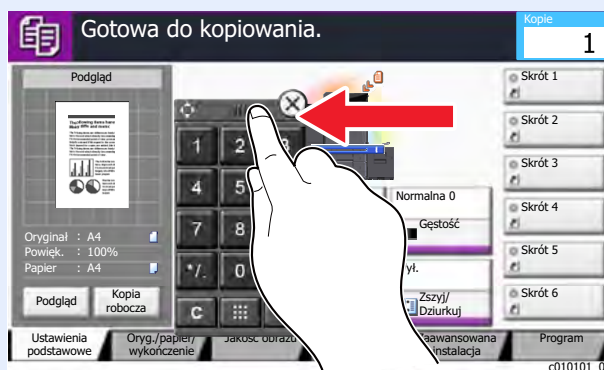 Gotowa do kopiowania.
Kopie
1
Podgląd
Skrót 1
Skrót 2
Skrót 3
Skrót 4
Skrót 5
Skrót 6
1
2
4
5
7
8
*/.
0
C
Normalna 0
Gęstość
ył.
Zszyj/
Dziurkuj
Oryginał : A4
Powięk. : 100%
Papier : A4
Podgląd
Kopia
robocza
Ustawienia
podstawowe
Oryg./papier/
wykończenie
Jakość obrazu
Zaawansowana
instalacja
Program
c010101_0